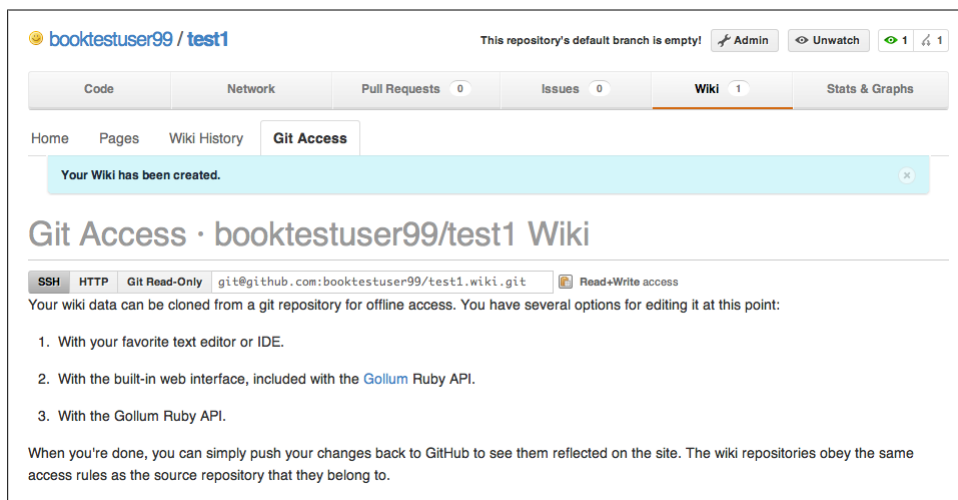 booktestuser99 / test1
This repository's default branch is empty! Admin Unwatch 1 1
Code Network Pull Requests 0 Issues 0 Wiki 1 Stats & Graphs
Home Pages Wiki History Git Access
Your Wiki has been created.
Git Access · booktestuser99/test1 Wiki
SSH HTTP Git Read-Only git@github.com:booktestuser99/test1.wiki.git Read+Write access
Your wiki data can be cloned from a git repository for offline access. You have several options for editing it at this point:
1. With your favorite text editor or IDE.
2. With the built-in web interface, included with the Gollum Ruby API.
3. With the Gollum Ruby API.
When you're done, you can simply push your changes back to GitHub to see them reflected on the site. The wiki repositories obey the same
access rules as the source repository that they belong to.